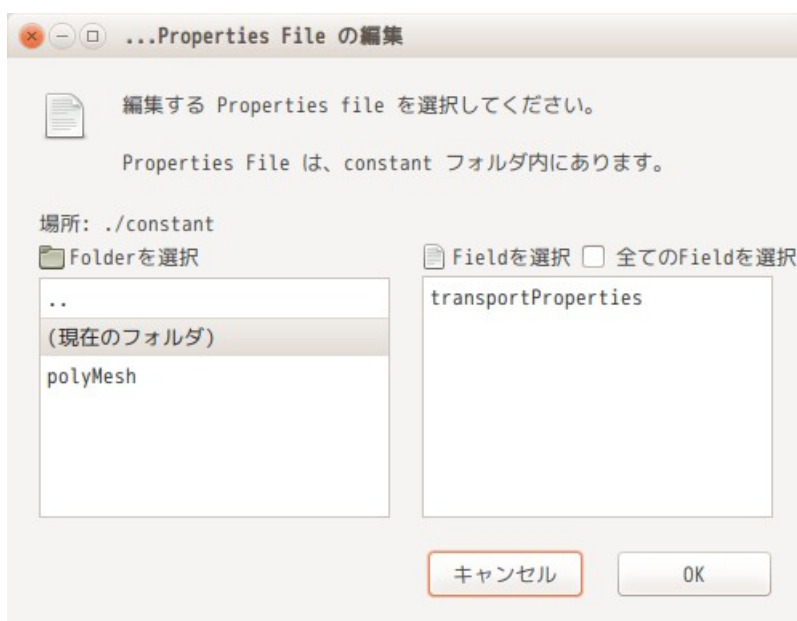 ...Properties File の編集
編集する Properties file を選択してください。
Properties File は、constant フォルダ内にあります。
場所: ./constant
Folderを選択
Fieldを選択 全てのFieldを選択
..
(現在のフォルダ)
polyMesh
transportProperties
キャンセル OK